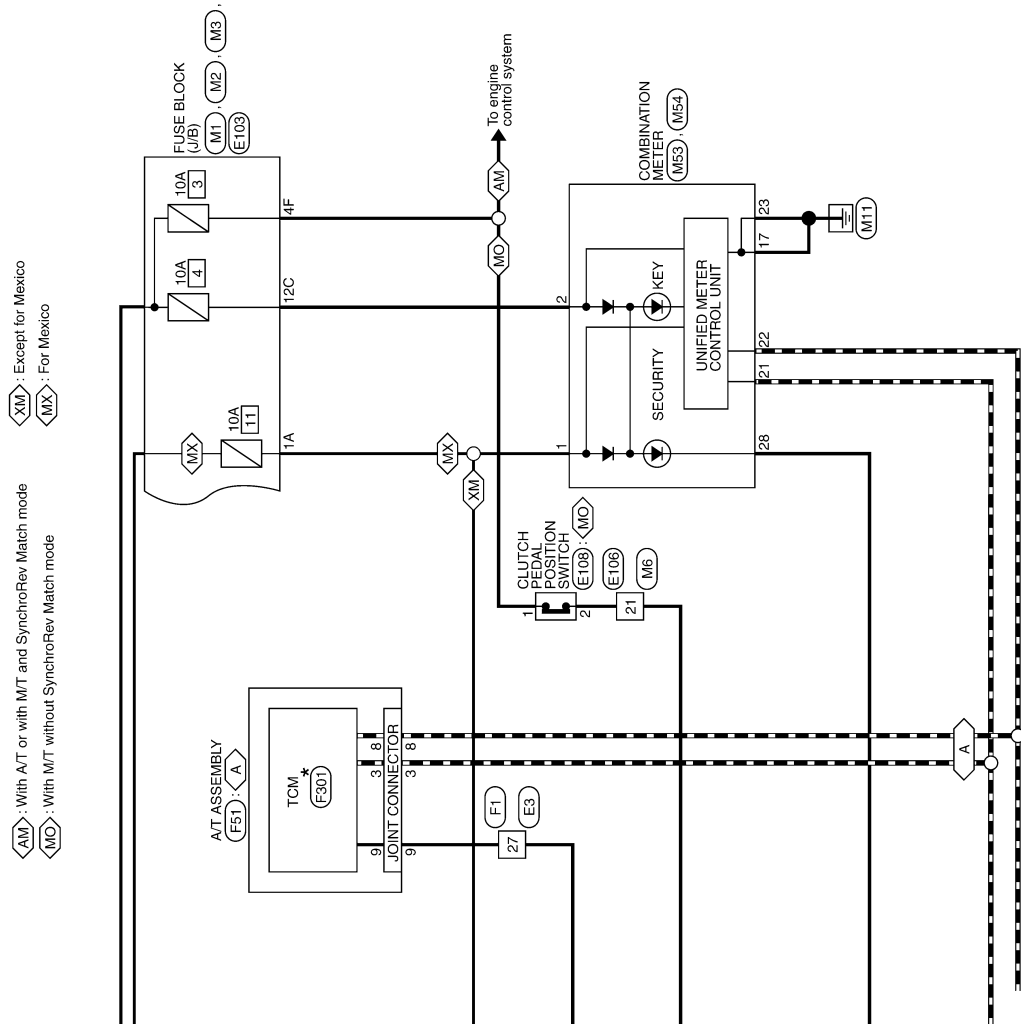 AM : With A/T or with M/T and SynchroRev Match mode
MO : With M/T without SynchroRev Match mode
XM : Except for Mexico
MX : For Mexico
FUSE BLOCK
(J/B)
M1 , M2 , M3 ,
E103
10A
3
10A
4
10A
11
MX
4F
12C
1A
MX
XM
AM
MO
To engine
control system
COMBINATION
METER
M53 , M54
2
1
KEY
SECURITY
UNIFIED METER
CONTROL UNIT
23
17
22
21
28
M11
CLUTCH
PEDAL
POSITION
SWITCH
E108 : MO
1
2
E106
21
M6
A/T ASSEMBLY
F51 : A
TCM *
F301
JOINT CONNECTOR
8
3
9
8
3
9
F1
27
E3
A